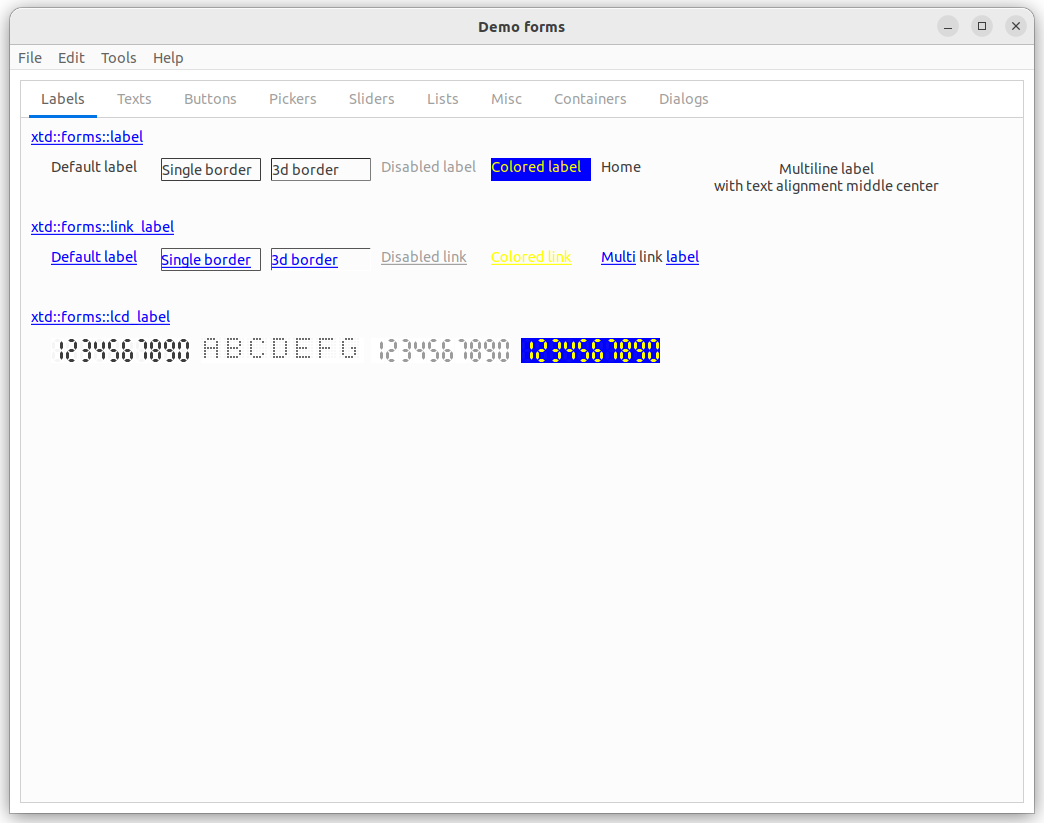 Demo forms
File Edit Tools Help
Labels Texts Buttons Pickers Sliders Lists Misc Containers Dialogs
xtd::forms::label
Default label Single border 3d border Disabled label Colored label Home Multiline label
with text alignment middle center
xtd::forms::link_label
Default label Single border 3d border Disabled link Colored link Multi link label
xtd::forms::lcd_label
1234567890 ABCDEFG 1234567890 1234567890